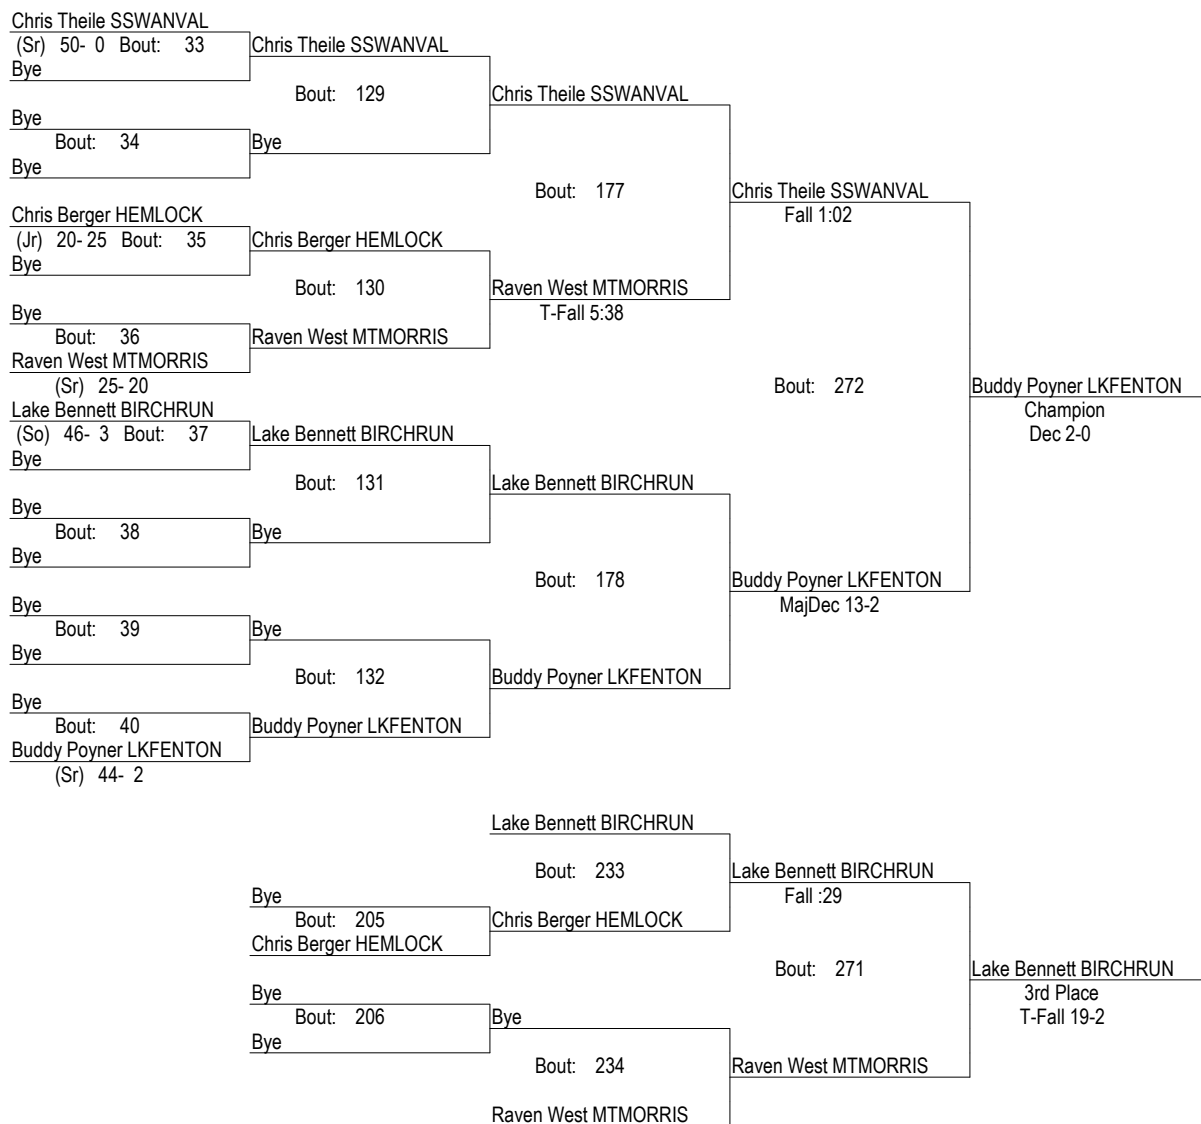 Chris Theile SSWANVAL
(Sr) 50- 0 Bout: 33
Bye
Bye
Bout: 34
Bye
Chris Berger HEMLOCK
(Jr) 20- 25 Bout: 35
Bye
Bye
Bout: 36
Raven West MTMORRIS
(Sr) 25- 20
Lake Bennett BIRCHRUN
(So) 46- 3 Bout: 37
Bye
Bye
Bout: 38
Bye
Bye
Bout: 39
Bye
Bye
Bout: 40
Buddy Poyner LKFENTON
(Sr) 44- 2
Chris Theile SSWANVAL
Bout: 129
Bye
Chris Berger HEMLOCK
Bout: 130
Raven West MTMORRIS
Lake Bennett BIRCHRUN
Bout: 131
Bye
Bye
Bout: 132
Buddy Poyner LKFENTON
Chris Theile SSWANVAL
Bout: 177
Raven West MTMORRIS
T-Fall 5:38
Lake Bennett BIRCHRUN
Bout: 178
Buddy Poyner LKFENTON
Chris Theile SSWANVAL
Fall 1:02
Bout: 272
Buddy Poyner LKFENTON
MajDec 13-2
Buddy Poyner LKFENTON
Champion
Dec 2-0
Bye
Bout: 205
Chris Berger HEMLOCK
Bye
Bout: 206
Bye
Lake Bennett BIRCHRUN
Bout: 233
Chris Berger HEMLOCK
Bye
Bout: 234
Raven West MTMORRIS
Lake Bennett BIRCHRUN
Fall :29
Bout: 271
Raven West MTMORRIS
Lake Bennett BIRCHRUN
3rd Place
T-Fall 19-2